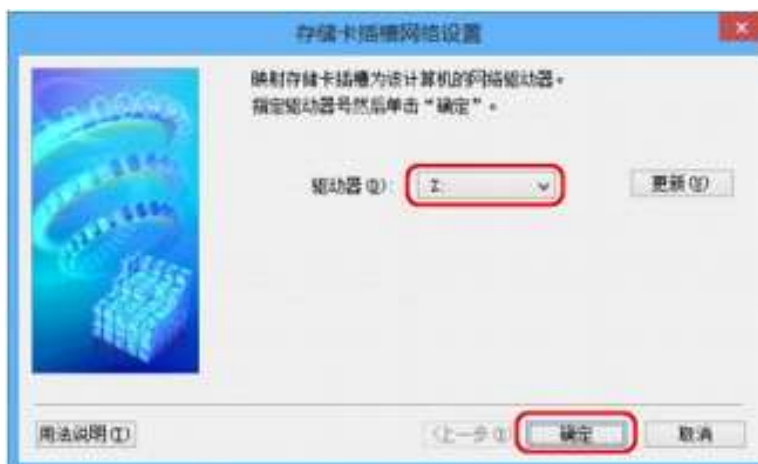 存储卡插槽网络设置
映射存储卡插槽为该计算机的网络驱动器。
指定驱动器号然后单击“确定”。
驱动器(D): Z: 更新(U)
用法说明(I) <上一步(B) 确定 取消